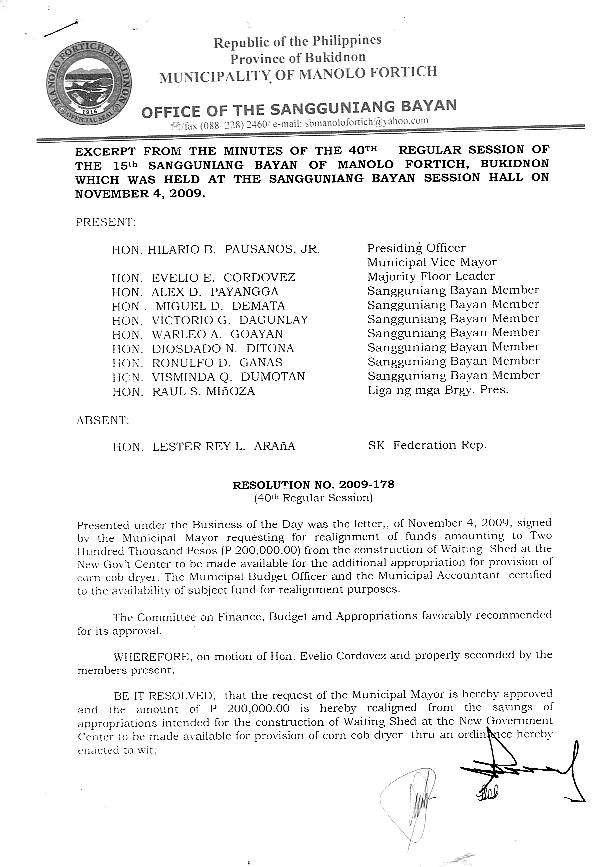 Republic of the Philippines
Province of Bukidnon
MUNICIPALITY OF MANOLO FORTICH
OFFICE OF THE SANGGUNIANG BAYAN
/fax (088-228) 2460/ e-mail: sbmanolofortich@yahoo.com
MANOLO FORTICH, BUKIDNON
OFFICIAL SEAL
EXCERPT FROM THE MINUTES OF THE 40TH REGULAR SESSION OF
THE 15th SANGGUNIANG BAYAN OF MANOLO FORTICH, BUKIDNON
WHICH WAS HELD AT THE SANGGUNIANG BAYAN SESSION HALL ON
NOVEMBER 4, 2009.
PRESENT:
HON. HILARIO B. PAUSANOS, JR. Presiding Officer
Municipal Vice Mayor
HON. EVELIO E. CORDOVEZ Majority Floor Leader
HON. ALEX D. PAYANGGA Sangguniang Bayan Member
HON . MIGUEL D. DEMATA Sangguniang Bayan Member
HON. VICTORIO G. DAGUNLAY Sangguniang Bayan Member
HON. WARLEO A. GOAYAN Sangguniang Bayan Member
HON. DIOSDADO N. DITONA Sangguniang Bayan Member
HON. RONULFO D. GANAS Sangguniang Bayan Member
HON. VISMINDA Q. DUMOTAN Sangguniang Bayan Member
HON. RAUL S. MIñOZA Liga ng mga Brgy. Pres.
ABSENT:
HON. LESTER REY L. ARAñA SK Federation Rep.
RESOLUTION NO. 2009-178
(40th Regular Session)
Presented under the Business of the Day was the letter,, of November 4, 2009, signed
by the Municipal Mayor requesting for realignment of funds amounting to Two
Hundred Thousand Pesos (P 200,000.00) from the construction of Waiting Shed at the
New Gov't Center to be made available for the additional appropriation for provision of
corn cob dryer. The Municipal Budget Officer and the Municipal Accountant certified
to the availability of subject fund for realignment purposes.
The Committee on Finance, Budget and Appropriations favorably recommended
for its approval.
WHEREFORE, on motion of Hon. Evelio Cordovez and properly seconded by the
members present,
BE IT RESOLVED, that the request of the Municipal Mayor is hereby approved
and the amount of P 200,000.00 is hereby realigned from the savings of
appropriations intended for the construction of Waiting Shed at the New Government
Center to be made available for provision of corn cob dryer thru an ordinance hereby
enacted to wit: